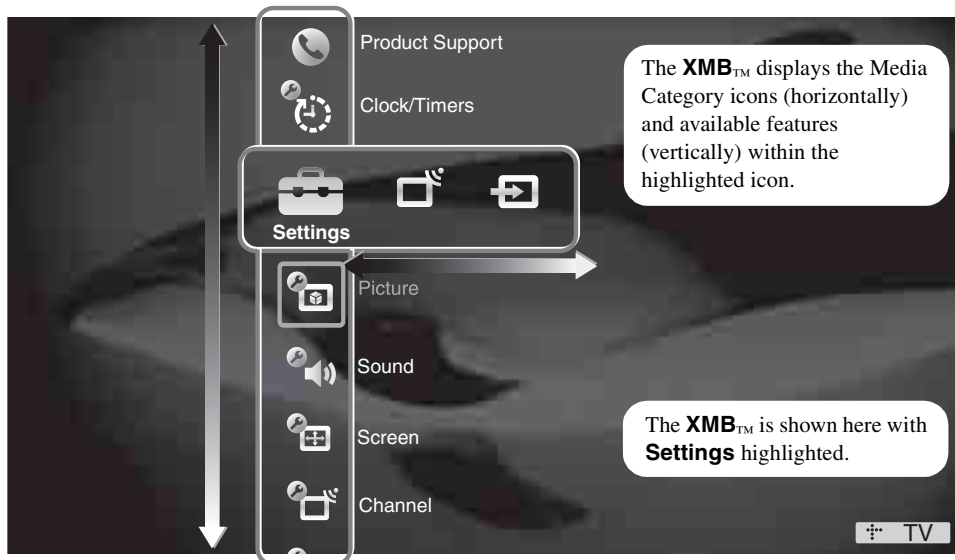 Product Support
Clock/Timers
The XMB™ displays the Media
Category icons (horizontally)
and available features
(vertically) within the
highlighted icon.
Settings
Picture
Sound
Screen
The XMB™ is shown here with
Settings highlighted.
Channel
TV